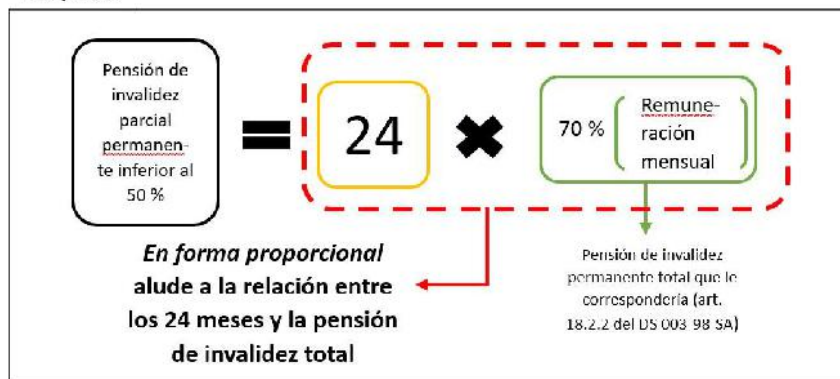 Pensión de
invalidez
parcial
permanen-
te inferior al
50 %
=
24
✖
70 %
Remune-
ración
mensual
En forma proporcional
alude a la relación entre
los 24 meses y la pensión
de invalidez total
Pensión de invalidez
permanente total que le
correspondería (art.
18.2.2 del DS 003-98-SA)